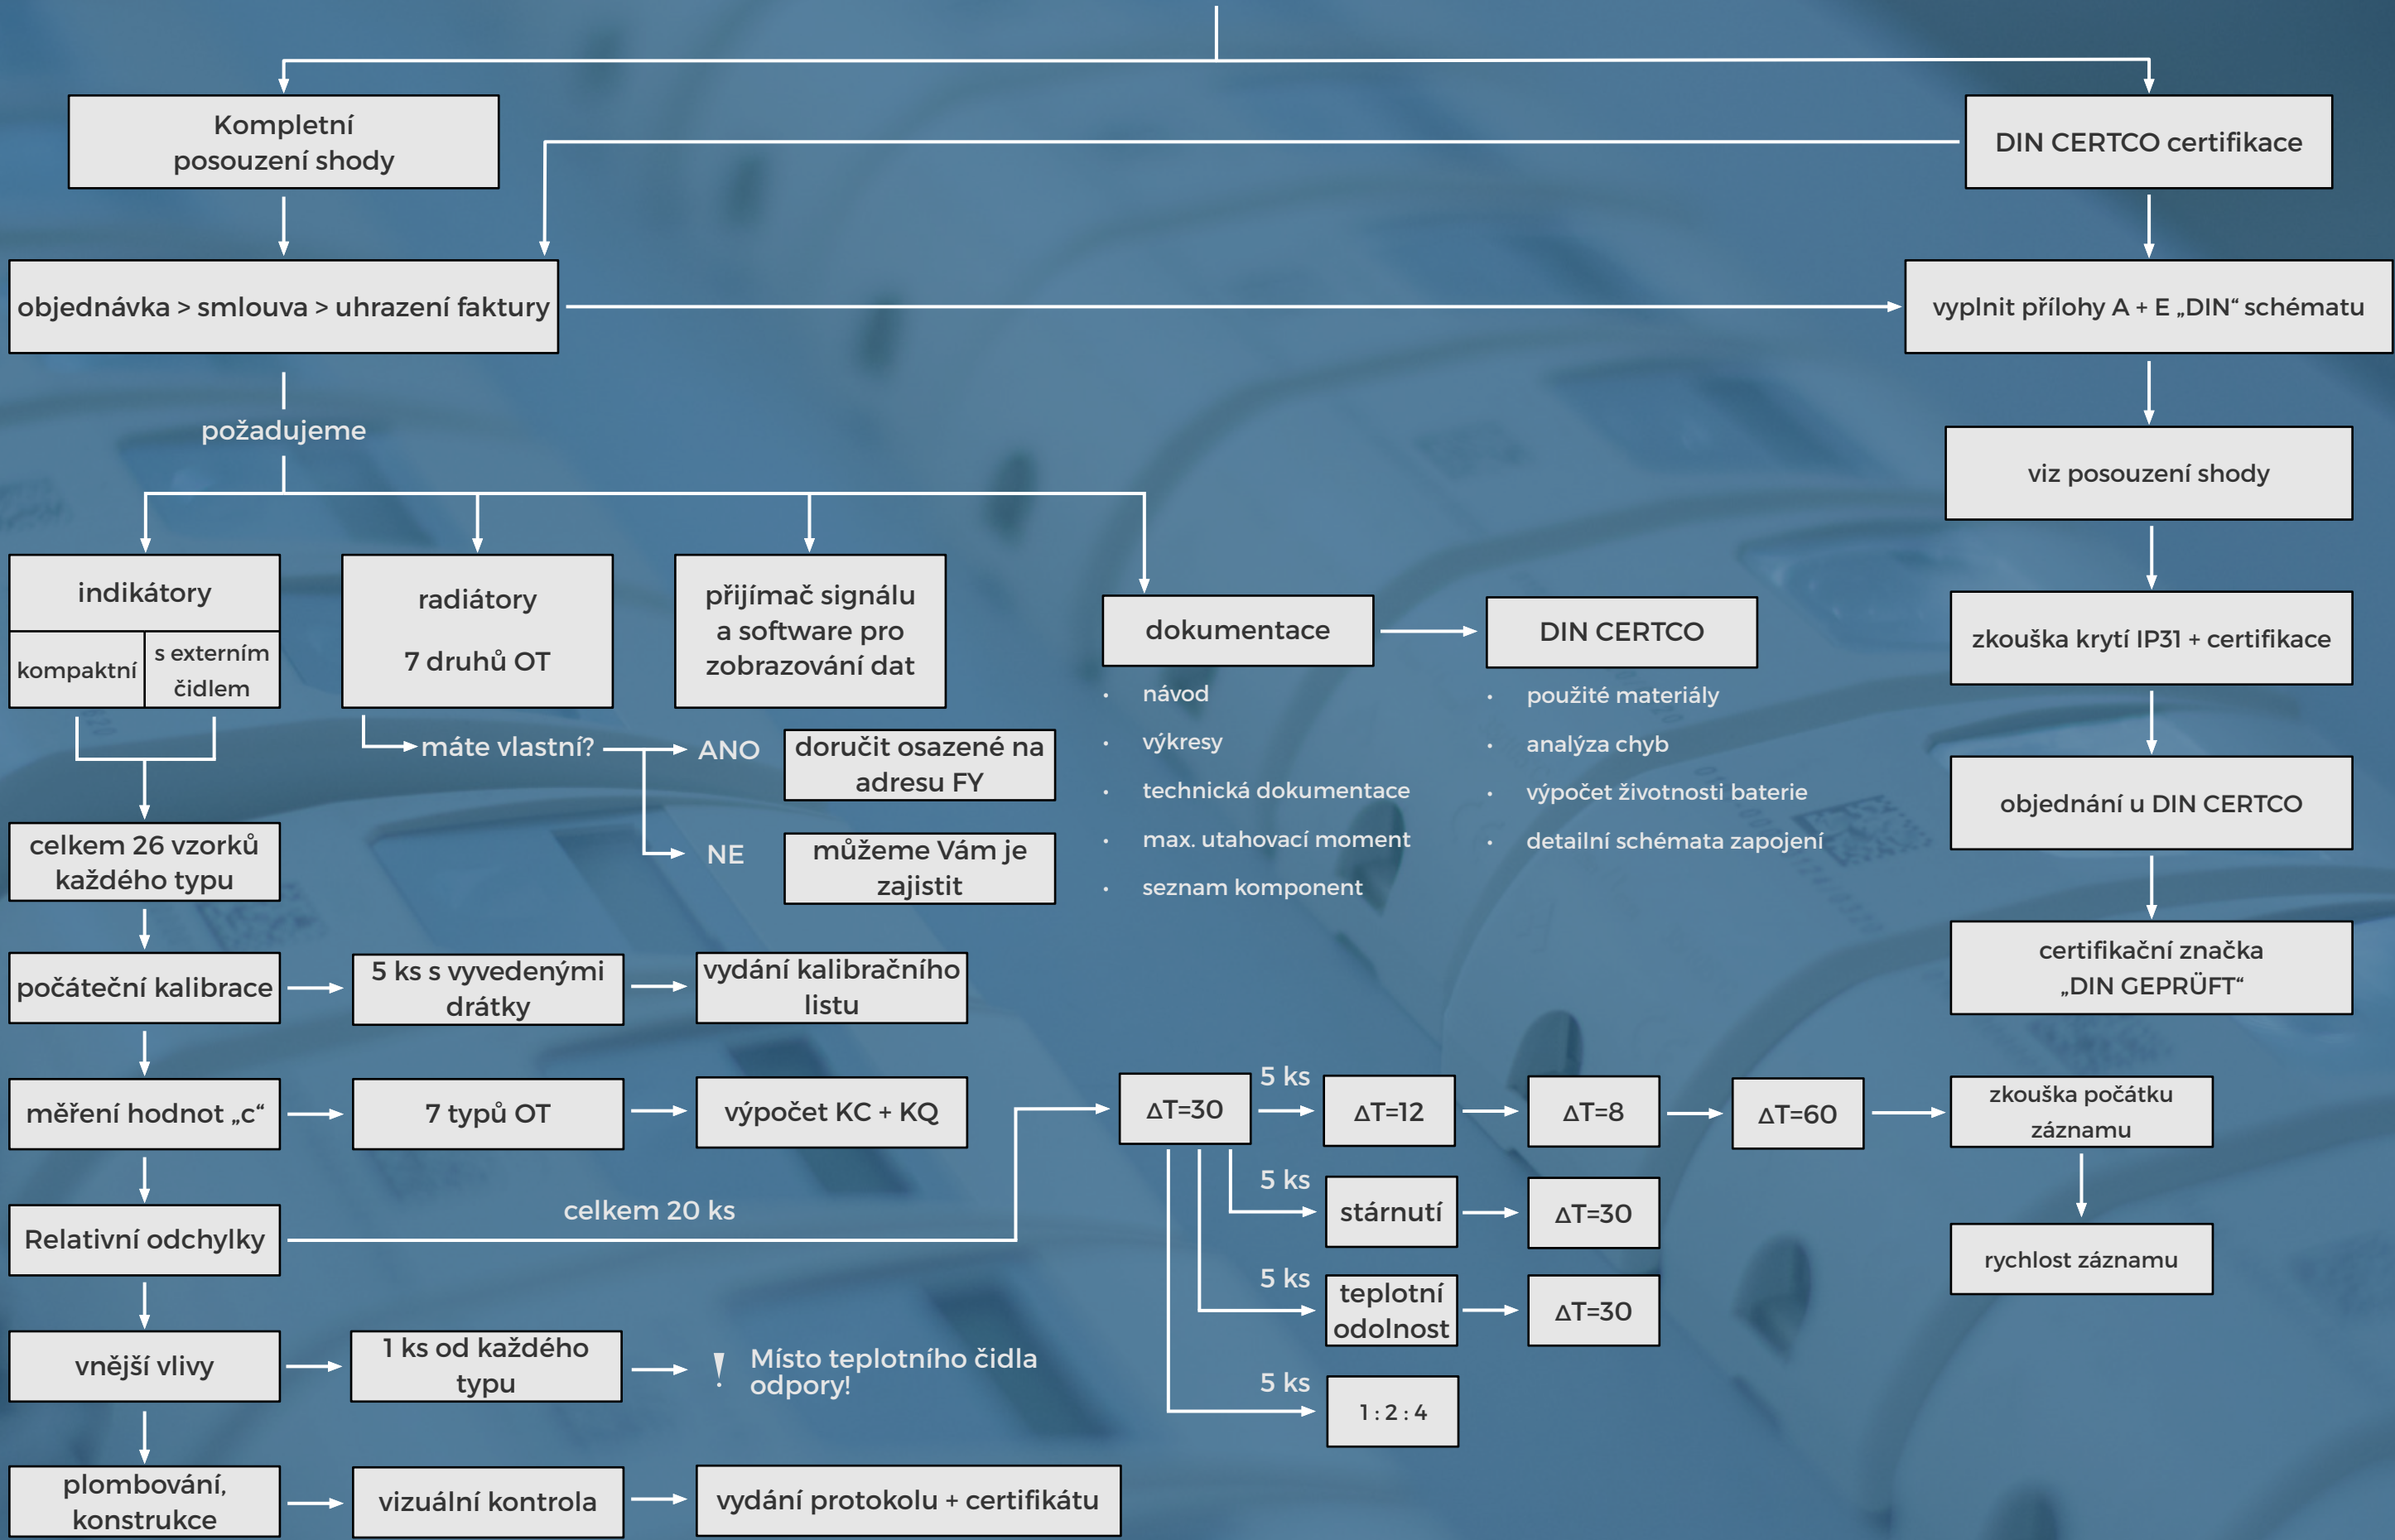 Kompletní
posouzení shody
DIN CERTCO certifikace
objednávka > smlouva > uhrazení faktury
vyplnit přílohy A + E „DIN“ schématu
požadujeme
viz posouzení shody
indikátory
kompaktní
s externím
čidlem
radiátory
7 druhů OT
přijímač signálu
a software pro
zobrazování dat
dokumentace
DIN CERTCO
zkouška krytí IP31 + certifikace
• návod
• výkresy
• technická dokumentace
• max. utahovací moment
• seznam komponent
• použité materiály
• analýza chyb
• výpočet životnosti baterie
• detailní schémata zapojení
máte vlastní?
ANO
doručit osazené na
adresu FY
NE
můžeme Vám je
zajistit
objednání u DIN CERTCO
celkem 26 vzorků
každého typu
certifikační značka
„DIN GEPRÜFT“
počáteční kalibrace
5 ks s vyvedenými
drátky
vydání kalibračního
listu
měření hodnot „c“
7 typů OT
výpočet KC + KQ
ΔT=30
5 ks
ΔT=12
ΔT=8
ΔT=60
zkouška počátku
záznamu
Relativní odchylky
celkem 20 ks
5 ks
stárnutí
ΔT=30
rychlost záznamu
5 ks
teplotní
odolnost
ΔT=30
vnější vlivy
1 ks od každého
typu
! Místo teplotního čidla
odpory!
5 ks
1 : 2 : 4
plombování,
konstrukce
vizuální kontrola
vydání protokolu + certifikátu